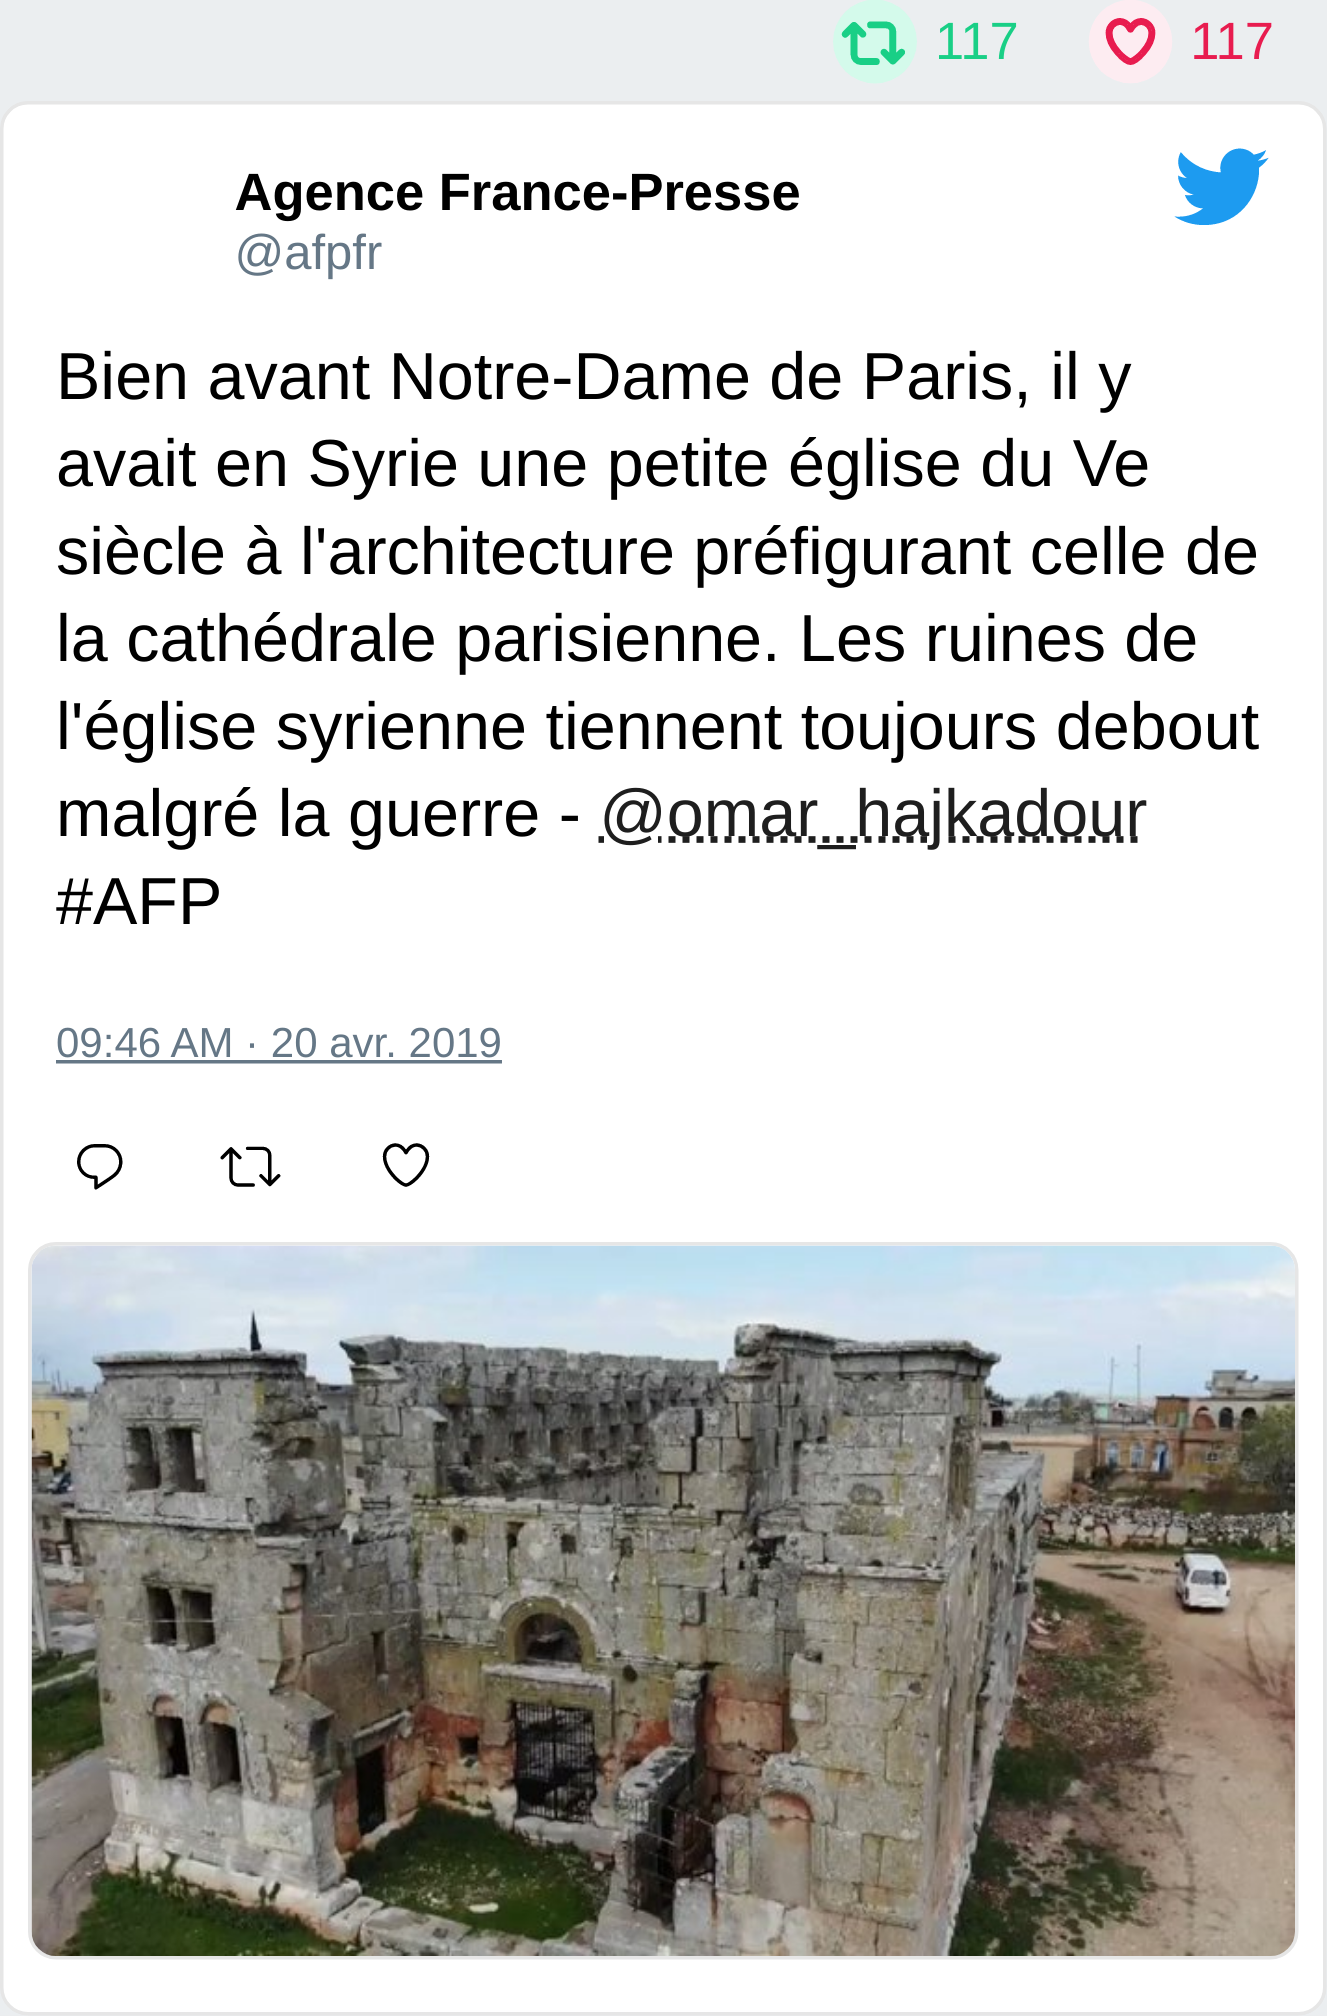 117 117
Agence France-Presse
@afpfr
Bien avant Notre-Dame de Paris, il y
avait en Syrie une petite église du Ve
siècle à l'architecture préfigurant celle de
la cathédrale parisienne. Les ruines de
l'église syrienne tiennent toujours debout
malgré la guerre - @omar_hajkadour
#AFP
09:46 AM · 20 avr. 2019